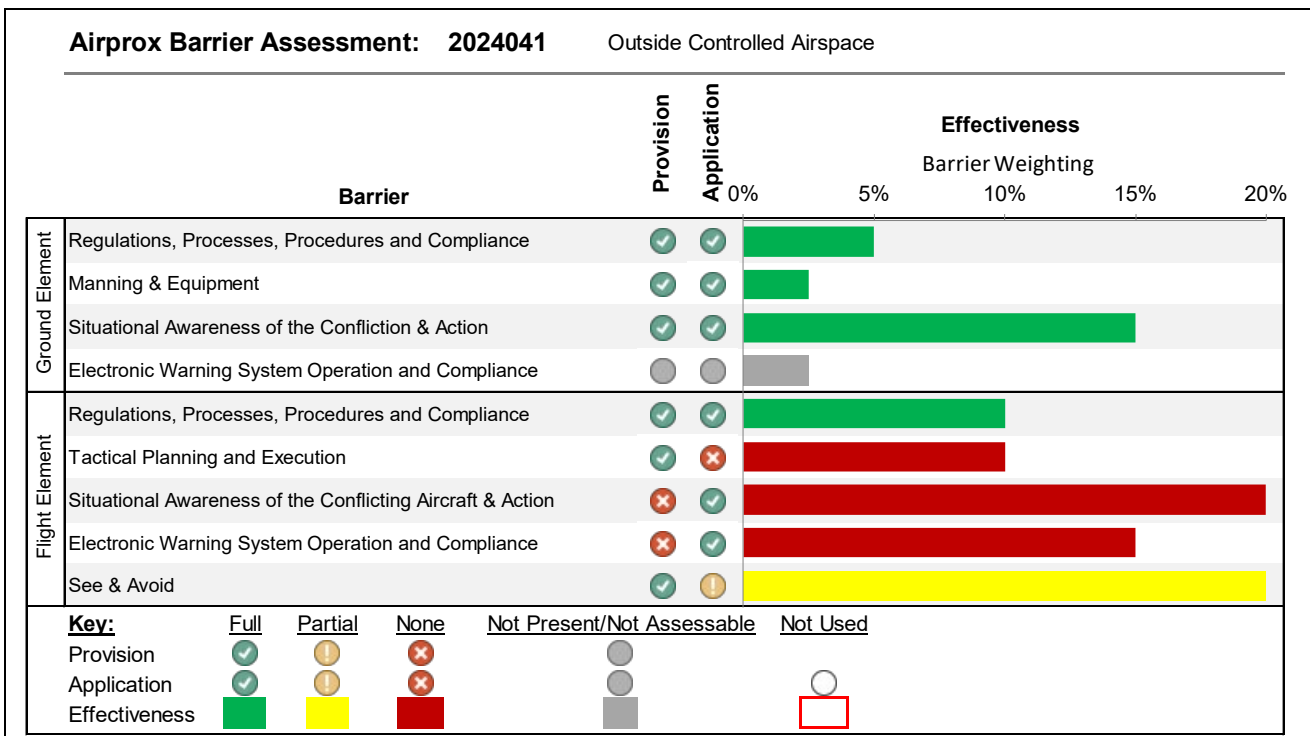 Airprox Barrier Assessment: 2024041 Outside Controlled Airspace
Barrier
Provision
Application
Effectiveness
Barrier Weighting
0% 5% 10% 15% 20%
Ground Element
Regulations, Processes, Procedures and Compliance
Manning & Equipment
Situational Awareness of the Confliction & Action
Electronic Warning System Operation and Compliance
Flight Element
Regulations, Processes, Procedures and Compliance
Tactical Planning and Execution
Situational Awareness of the Conflicting Aircraft & Action
Electronic Warning System Operation and Compliance
See & Avoid
Key: Full Partial None Not Present/Not Assessable Not Used
Provision
Application
Effectiveness